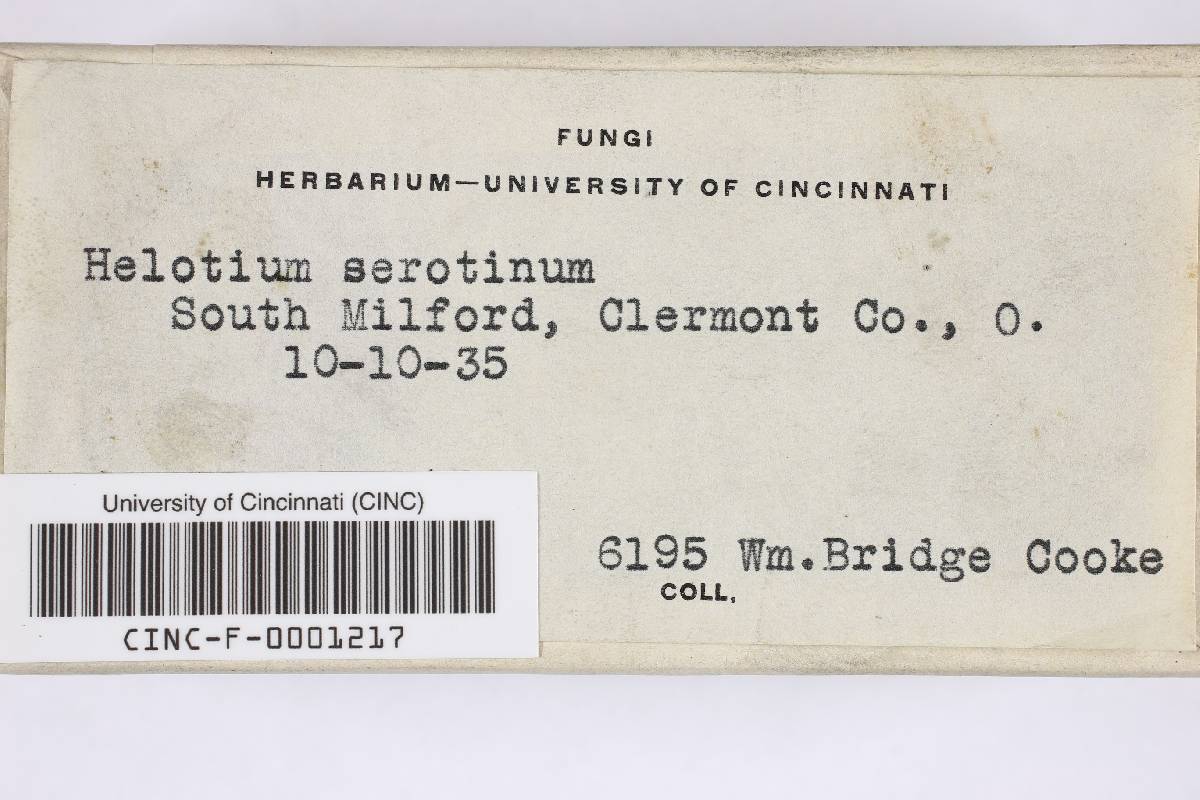 FUNGI
HERBARIUM—UNIVERSITY OF CINCINNATI
Helotium serotinum
South Milford, Clermont Co., O.
10-10-35
6195 Wm.Bridge Cooke
COLL.
University of Cincinnati (CINC)
CINC-F-0001217